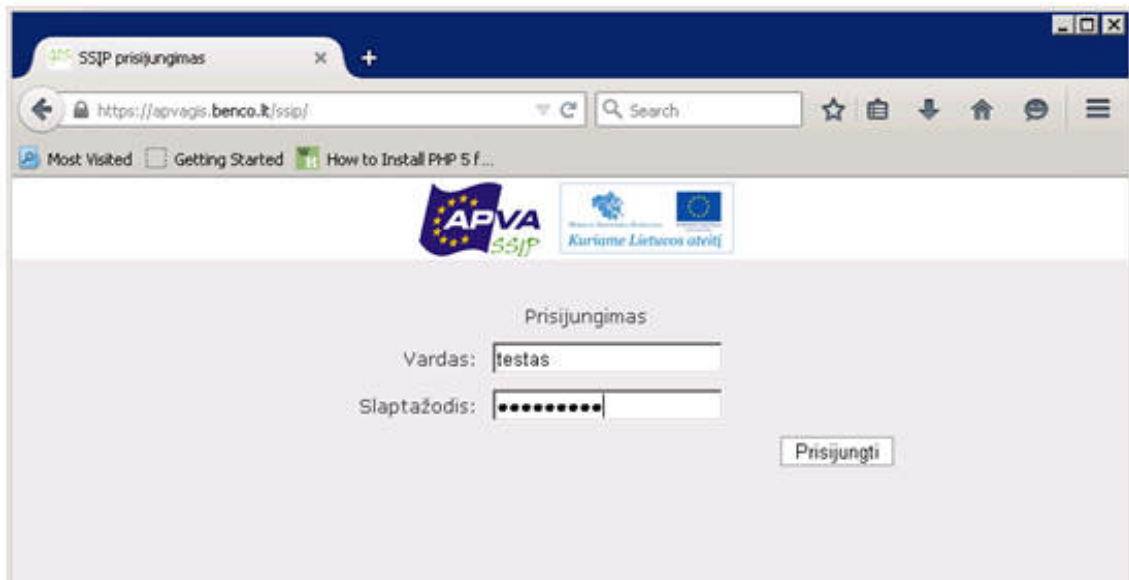 SSIP prisijungimas
https://apvagis.benco.lt/ssip/
Search
Most Visited Getting Started How to Install PHP 5 f...
APVA
SSIP
Kuriame Lietuvos ateitį
Prisijungimas
Vardas: testas
Slaptažodis: •••••••••
Prisijungti